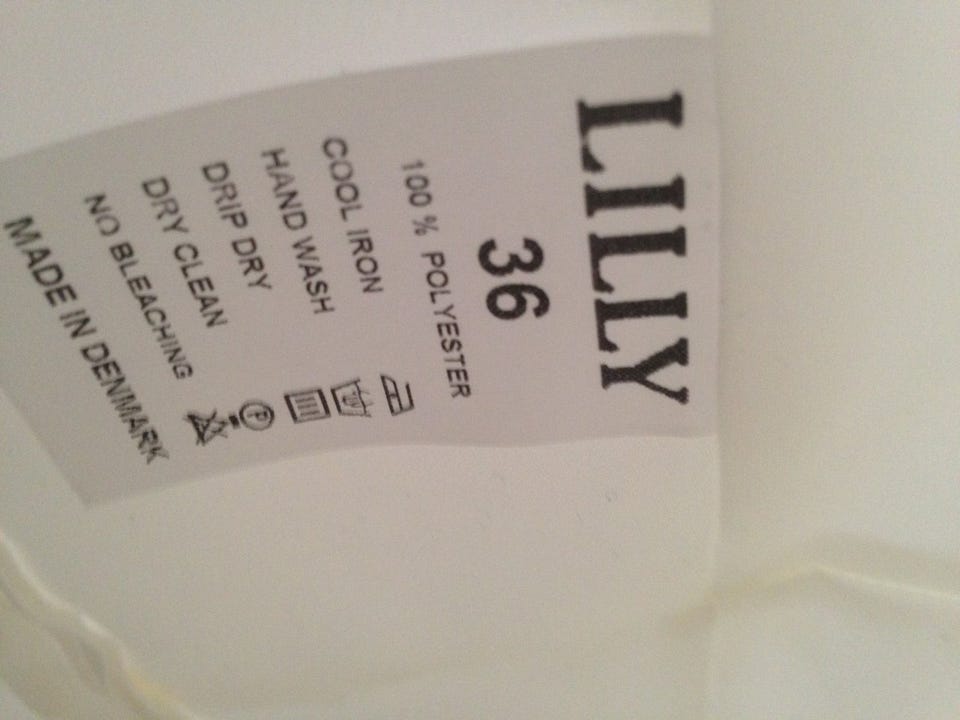 LILLY
36
100 % POLYESTER
COOL IRON
HAND WASH
DRIP DRY
DRY CLEAN
P
NO BLEACHING
MADE IN DENMARK